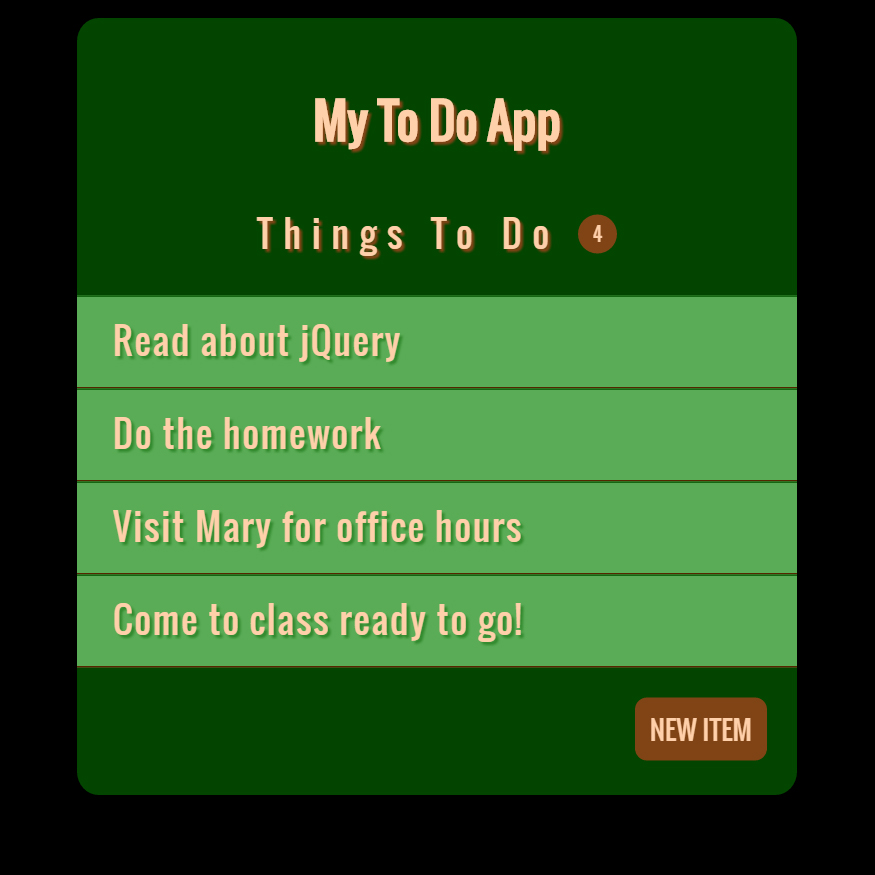 My To Do App
Things To Do 4
Read about jQuery
Do the homework
Visit Mary for office hours
Come to class ready to go!
NEW ITEM